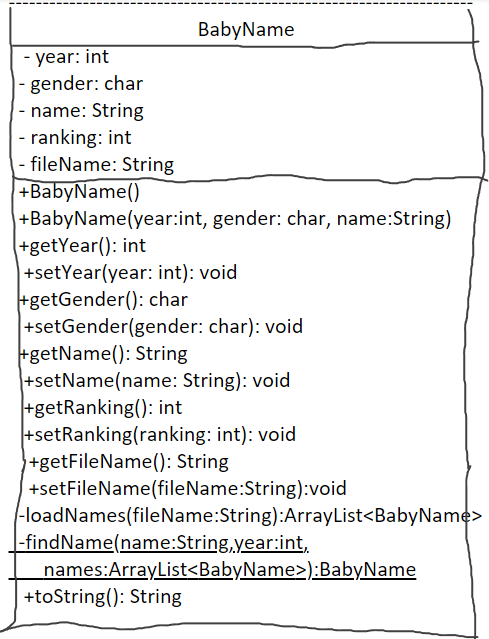 BabyName
- year: int
- gender: char
- name: String
- ranking: int
- fileName: String
+BabyName()
+BabyName(year:int, gender: char, name:String)
+getYear(): int
+setYear(year: int): void
+getGender(): char
+setGender(gender: char): void
+getName(): String
+setName(name: String): void
+getRanking(): int
+setRanking(ranking: int): void
+getFileName(): String
+setFileName(fileName:String):void
-loadNames(fileName:String):ArrayList<BabyName>
-findName(name:String,year:int,
names:ArrayList<BabyName>):BabyName
+toString(): String